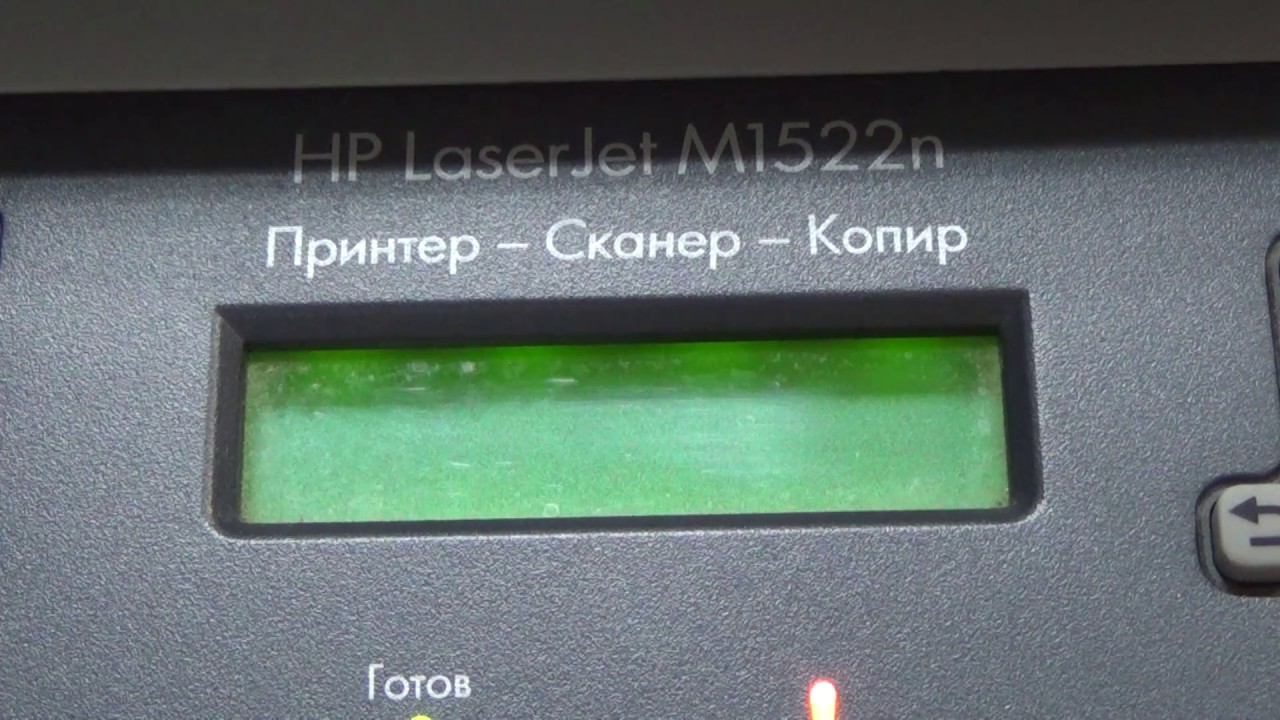 HP LaserJet M1522n
Принтер – Сканер – Копир
Готов